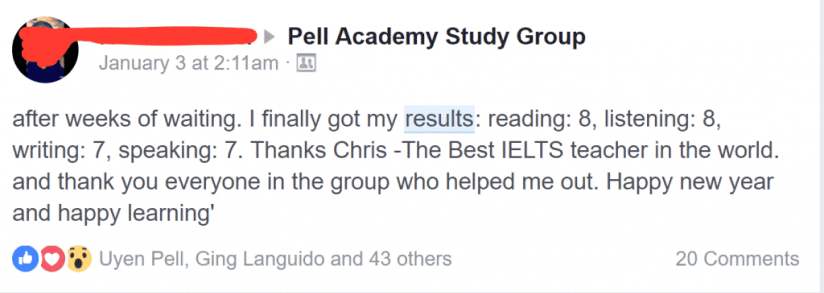 Pell Academy Study Group
January 3 at 2:11am ·
after weeks of waiting. I finally got my results: reading: 8, listening: 8,
writing: 7, speaking: 7. Thanks Chris -The Best IELTS teacher in the world.
and thank you everyone in the group who helped me out. Happy new year
and happy learning'
Uyen Pell, Ging Languido and 43 others 20 Comments